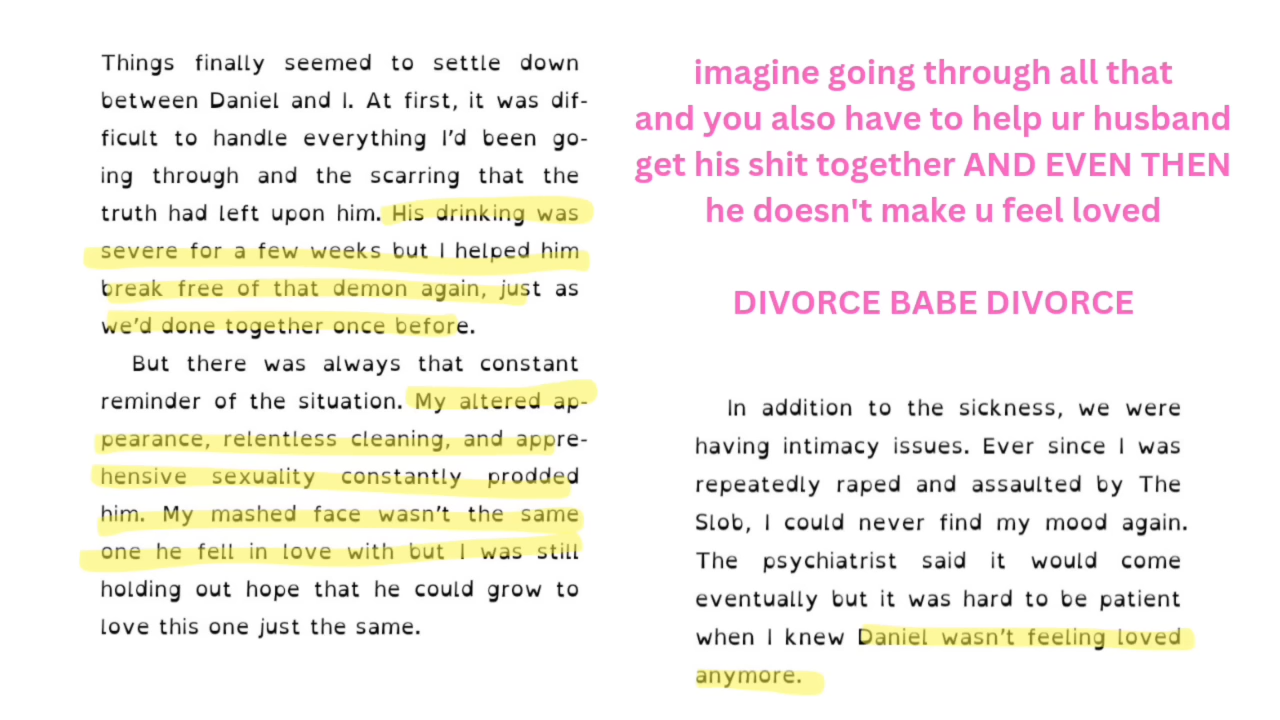 Things finally seemed to settle down
between Daniel and I. At first, it was dif-
ficult to handle everything I'd been go-
ing through and the scarring that the
truth had left upon him. His drinking was
severe for a few weeks but I helped him
break free of that demon again, just as
we'd done together once before.
But there was always that constant
reminder of the situation. My altered ap-
pearance, relentless cleaning, and appre-
hensive sexuality constantly prodded
him. My mashed face wasn't the same
one he fell in love with but I was still
holding out hope that he could grow to
love this one just the same.
imagine going through all that
and you also have to help ur husband
get his shit together AND EVEN THEN
he doesn't make u feel loved
DIVORCE BABE DIVORCE
In addition to the sickness, we were
having intimacy issues. Ever since I was
repeatedly raped and assaulted by The
Slob, I could never find my mood again.
The psychiatrist said it would come
eventually but it was hard to be patient
when I knew Daniel wasn't feeling loved
anymore.